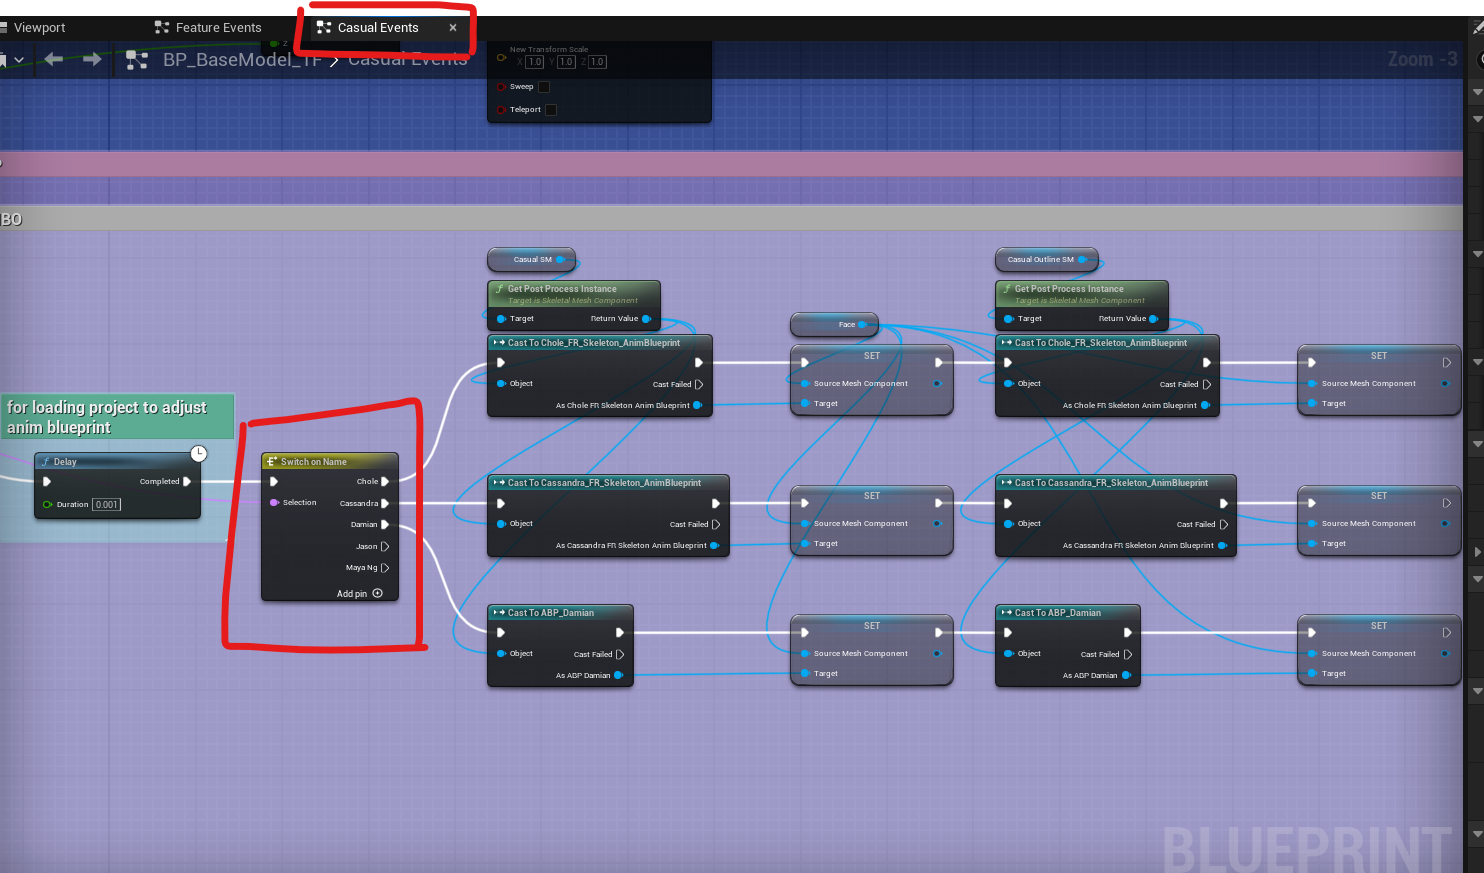 Viewport
Feature Events
Casual Events
BP_BaseModel_TF
Casual Events
Zoom -3
Z
New Transform Scale
X 1.0 Y 1.0 Z 1.0
Sweep
Teleport
Casual SM
Get Post Process Instance
Target is Skeletal Mesh Component
Target
Return Value
Casual Outline SM
Get Post Process Instance
Target is Skeletal Mesh Component
Target
Return Value
Face
Cast To Chole_FR_Skeleton_AnimBlueprint
Object
Cast Failed
As Chole FR Skeleton Anim Blueprint
SET
Source Mesh Component
Target
Cast To Chole_FR_Skeleton_AnimBlueprint
Object
Cast Failed
As Chole FR Skeleton Anim Blueprint
SET
Source Mesh Component
Target
for loading project to adjust
anim blueprint
Delay
Completed
Duration 0.001
Switch on Name
Selection
Chole
Cassandra
Damian
Jason
Maya Ng
Add pin
Cast To Cassandra_FR_Skeleton_AnimBlueprint
Object
Cast Failed
As Cassandra FR Skeleton Anim Blueprint
SET
Source Mesh Component
Target
Cast To Cassandra_FR_Skeleton_AnimBlueprint
Object
Cast Failed
As Cassandra FR Skeleton Anim Blueprint
SET
Source Mesh Component
Target
Cast To ABP_Damian
Object
Cast Failed
As ABP Damian
SET
Source Mesh Component
Target
Cast To ABP_Damian
Object
Cast Failed
As ABP Damian
SET
Source Mesh Component
Target
BLUEPRINT